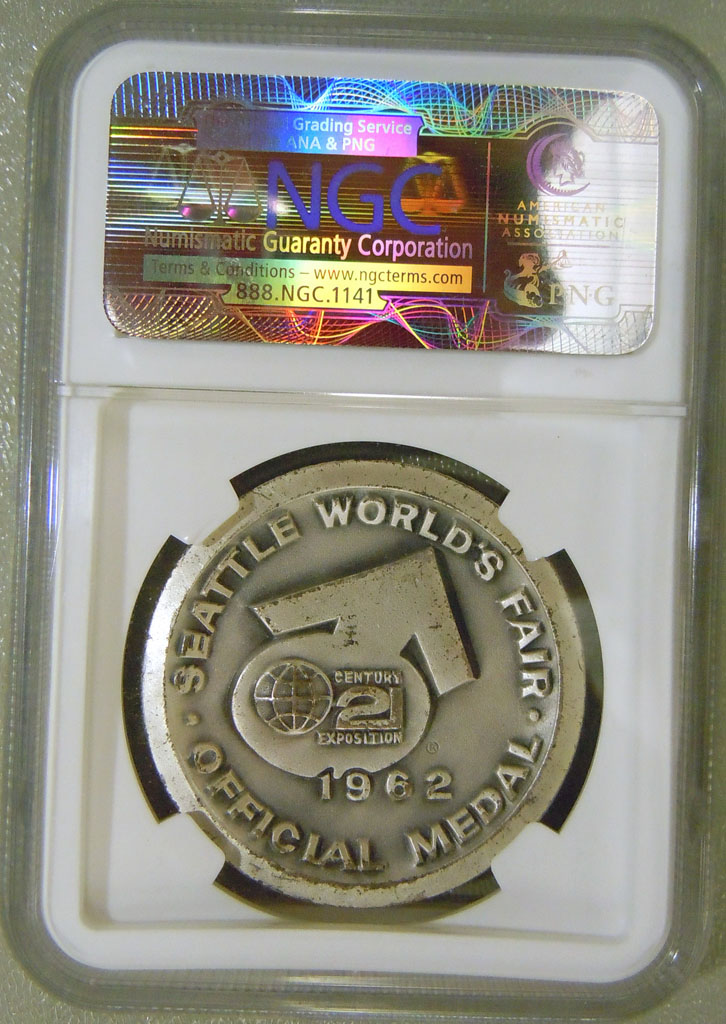 Grading Service
ANA & PNG
NGC
Numismatic Guaranty Corporation
Terms & Conditions – www.ngcterms.com
888.NGC.1141
AMERICAN
NUMISMATIC
ASSOCIATION
PNG
SEATTLE WORLD'S FAIR
CENTURY
21
EXPOSITION
®
1962
OFFICIAL MEDAL